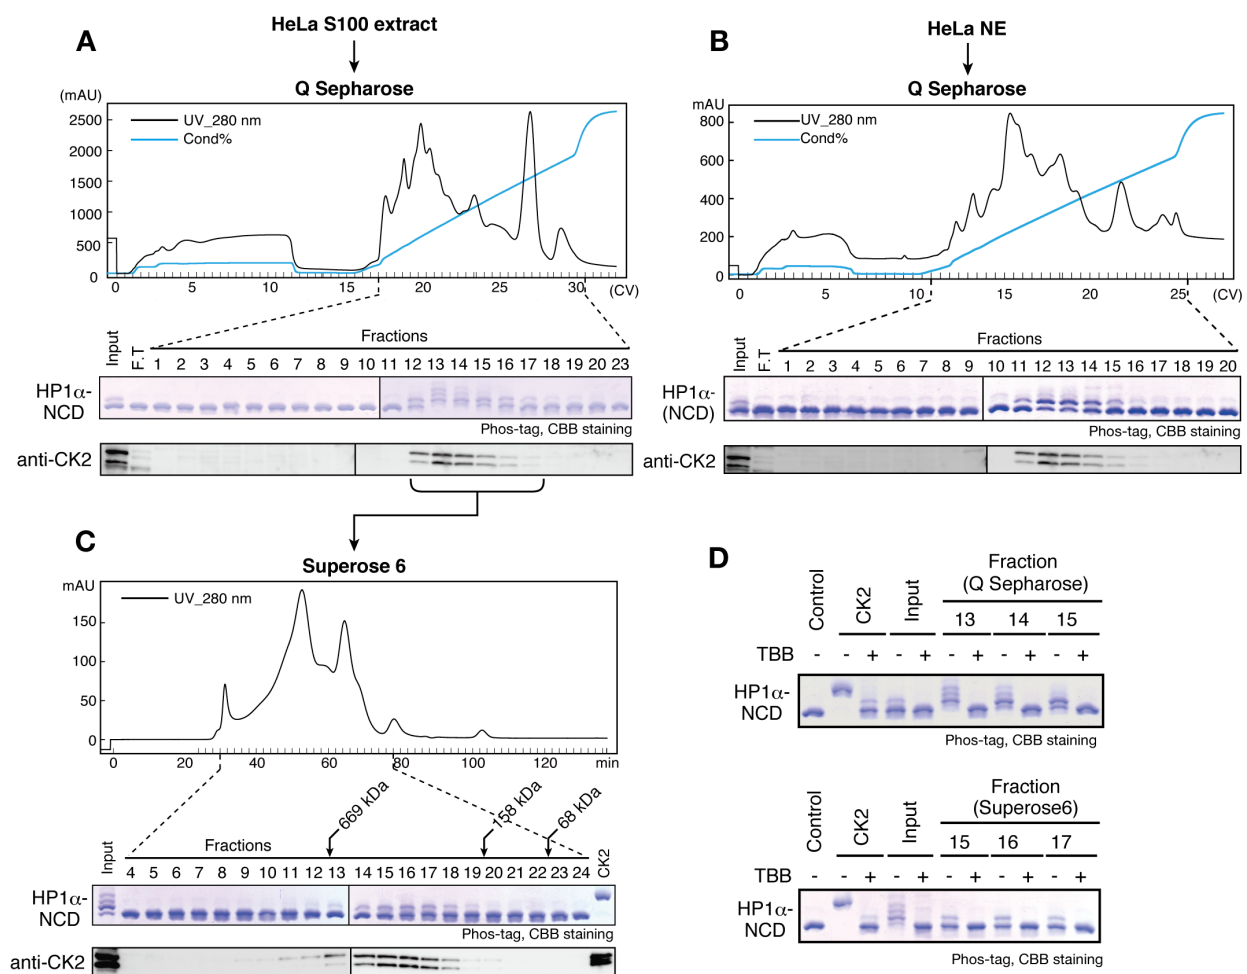 A
HeLa S100 extract
Q Sepharose
(mAU)
UV_280 nm
Cond%
2500
2000
1500
1000
500
0
0 5 10 15 20 25 30 (CV)
Fractions
Input F.T 1 2 3 4 5 6 7 8 9 10 11 12 13 14 15 16 17 18 19 20 23
HP1α-
NCD
Phos-tag, CBB staining
anti-CK2
B
HeLa NE
Q Sepharose
mAU
UV_280 nm
Cond%
800
600
400
200
0
0 5 10 15 20 25 (CV)
Fractions
Input F.T 1 2 3 4 5 6 7 8 9 10 11 12 13 14 15 16 17 18 19 20
HP1α-
(NCD)
Phos-tag, CBB staining
anti-CK2
C
Superose 6
mAU
UV_280 nm
150
100
50
0
0 20 40 60 80 100 120 min
669 kDa 158 kDa 68 kDa
Fractions
Input 4 5 6 7 8 9 10 11 12 13 14 15 16 17 18 19 20 21 22 23 24 CK2
HP1α-
NCD
Phos-tag, CBB staining
anti-CK2
D
Fraction
(Q Sepharose)
Control CK2 Input 13 14 15
TBB - - + - + - + - + - +
HP1α-
NCD
Phos-tag, CBB staining
Fraction
(Superose6)
Control CK2 Input 15 16 17
TBB - - + - + - + - + - +
HP1α-
NCD
Phos-tag, CBB staining